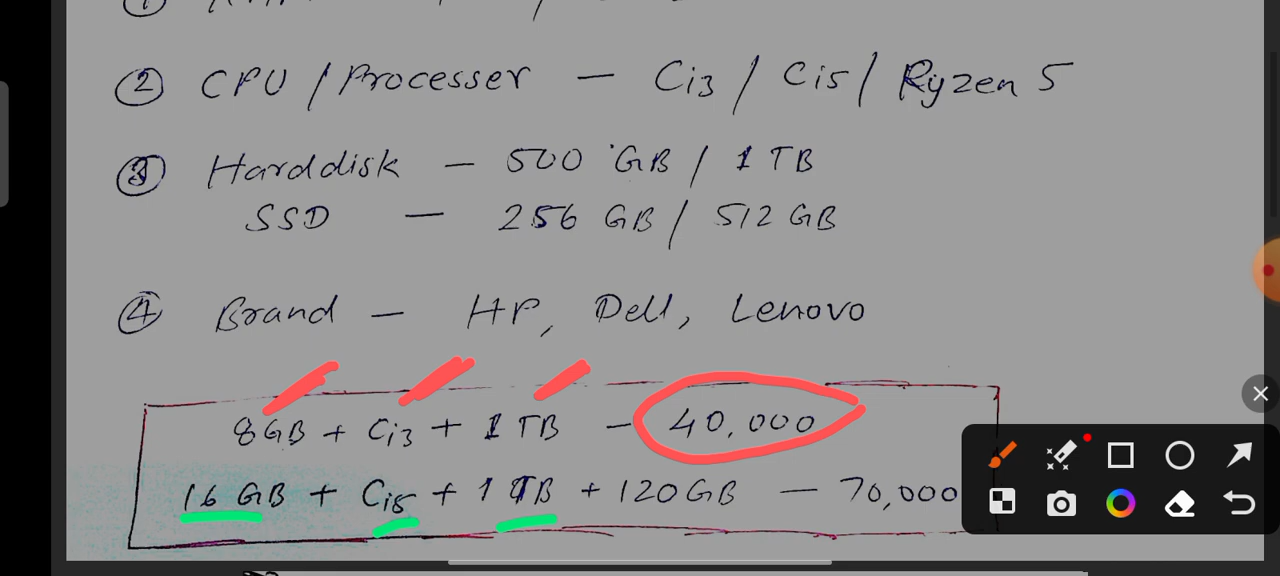 ② CPU / Processer — Ci3 / Ci5 / Ryzen 5
③ Harddisk — 500 GB / 1 TB
SSD — 256 GB / 512 GB
④ Brand — HP, Dell, Lenovo
8GB + Ci3 + 1 TB — 40,000
16 GB + Ci5 + 1 TB + 120GB — 70,000